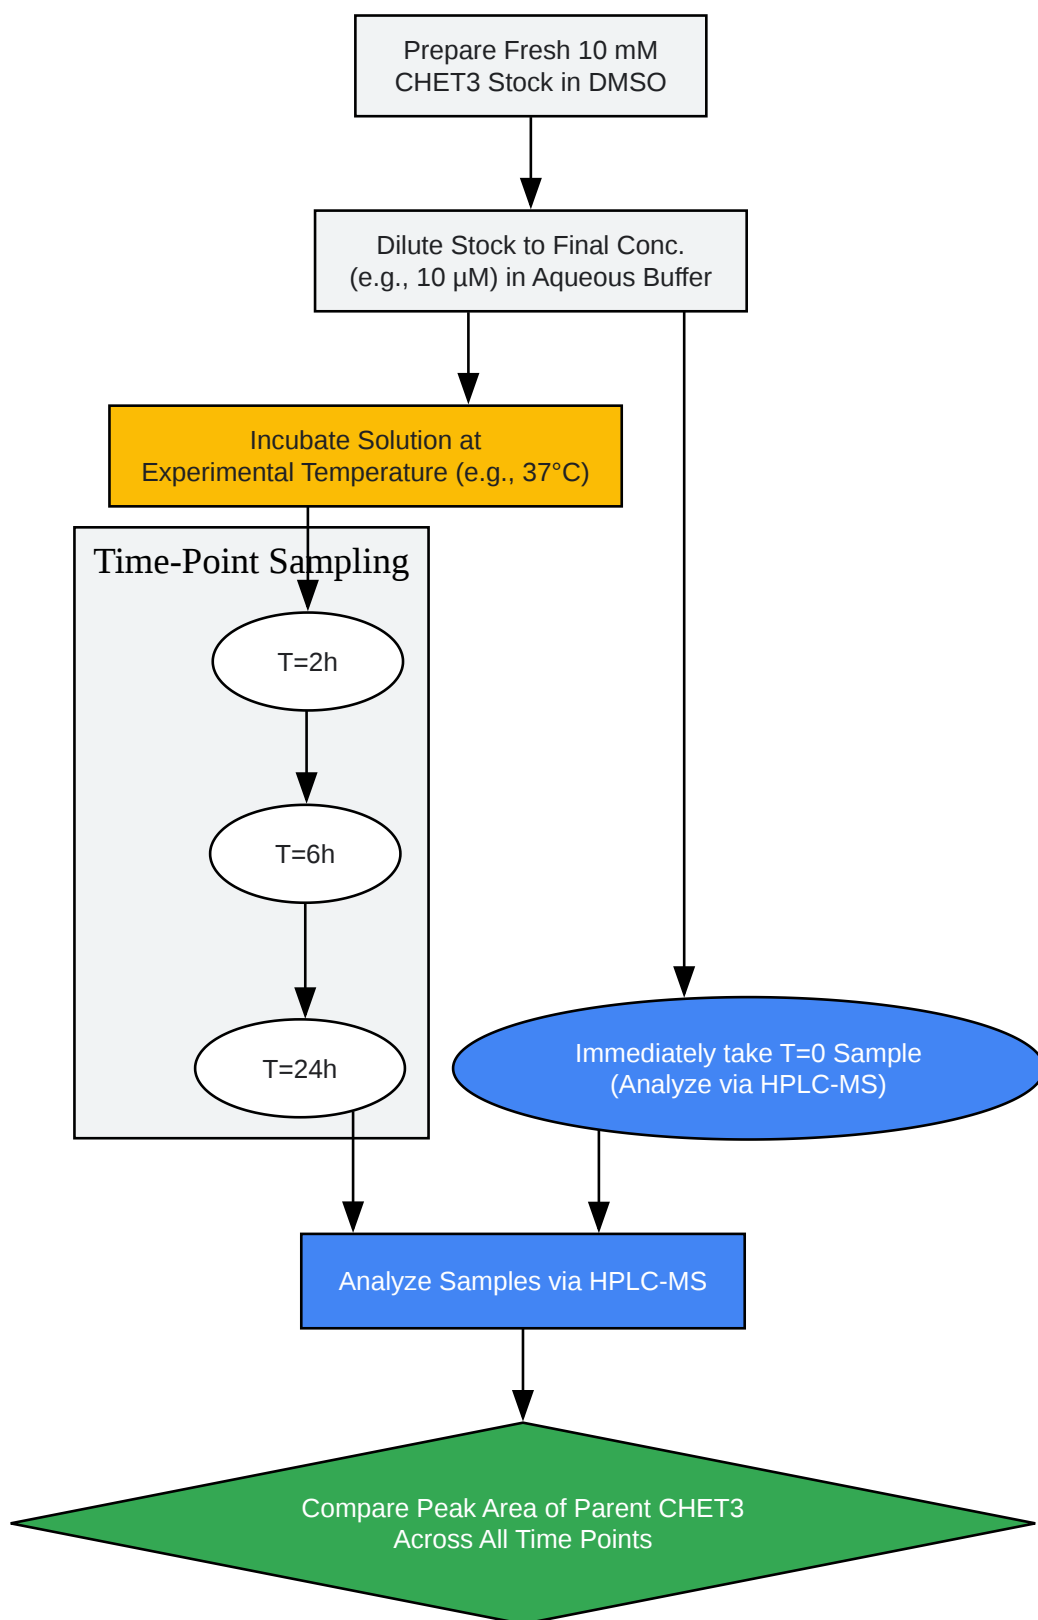 Prepare Fresh 10 mM
CHET3 Stock in DMSO
Dilute Stock to Final Conc.
(e.g., 10 µM) in Aqueous Buffer
Incubate Solution at
Experimental Temperature (e.g., 37°C)
Time-Point Sampling
T=2h
T=6h
T=24h
Immediately take T=0 Sample
(Analyze via HPLC-MS)
Analyze Samples via HPLC-MS
Compare Peak Area of Parent CHET3
Across All Time Points